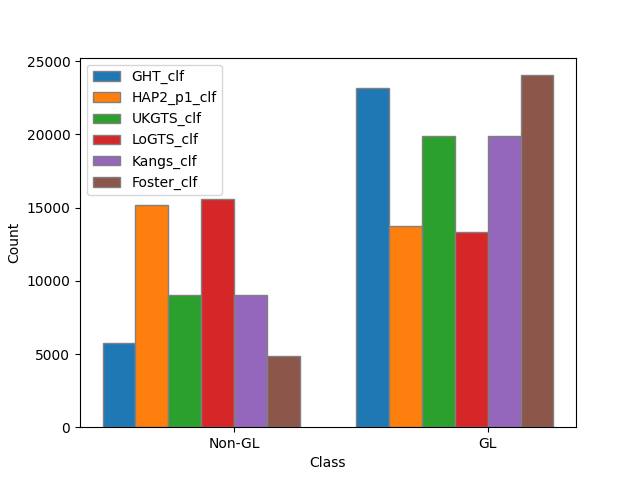 25000
20000
15000
10000
5000
0
Count
GHT_clf
HAP2_p1_clf
UKGTS_clf
LoGTS_clf
Kangs_clf
Foster_clf
Non-GL
GL
Class